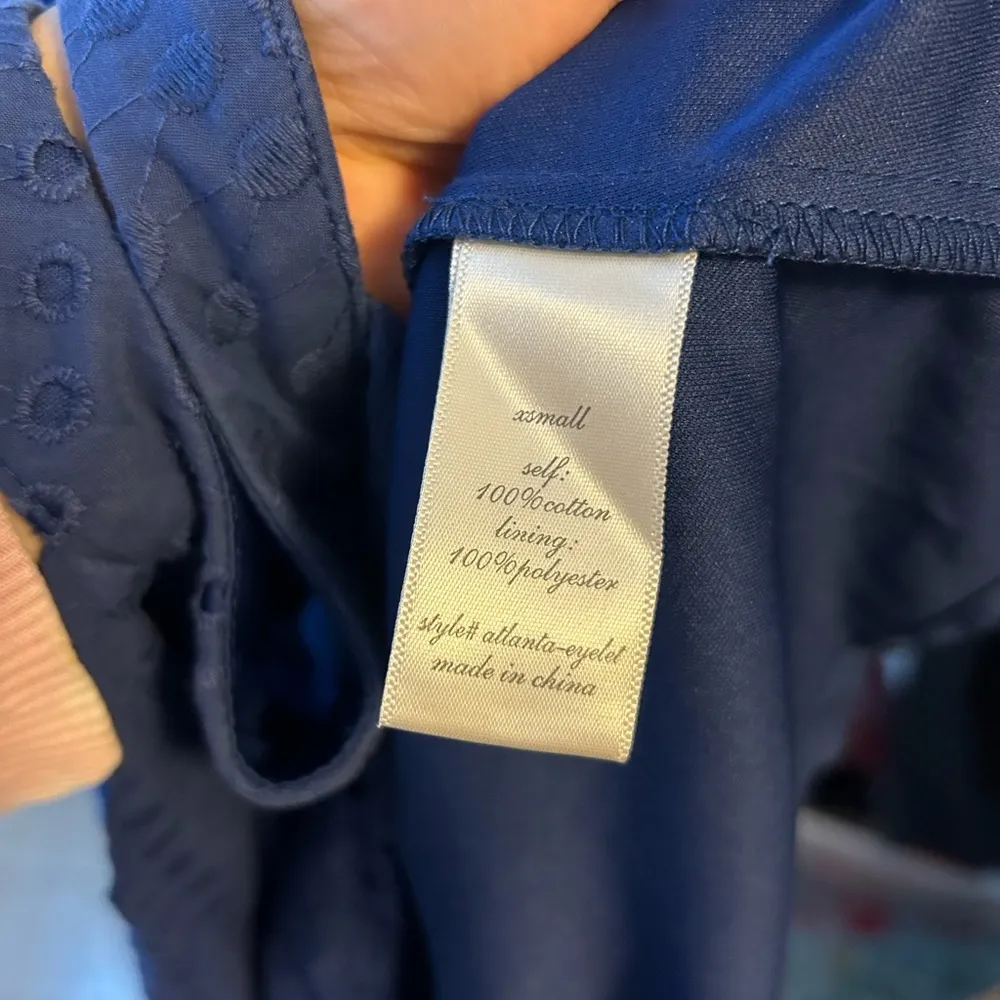 xsmall
self:
100%cotton
lining:
100%polyester
style# atlanta-eyelet
made in china